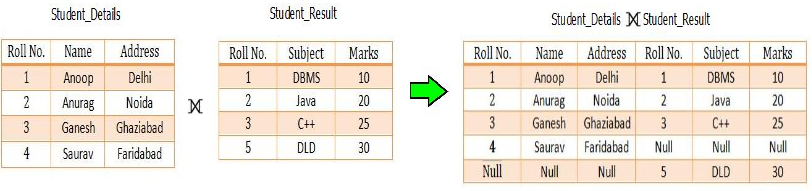 Student_Details
Roll No. Name Address
1 Anoop Delhi
2 Anurag Noida
3 Ganesh Ghaziabad
4 Saurav Faridabad
Student_Result
Roll No. Subject Marks
1 DBMS 10
2 Java 20
3 C++ 25
5 DLD 30
Student_Details Student_Result
Roll No. Name Address Roll No. Subject Marks
1 Anoop Delhi 1 DBMS 10
2 Anurag Noida 2 Java 20
3 Ganesh Ghaziabad 3 C++ 25
4 Saurav Faridabad Null Null Null
Null Null Null 5 DLD 30